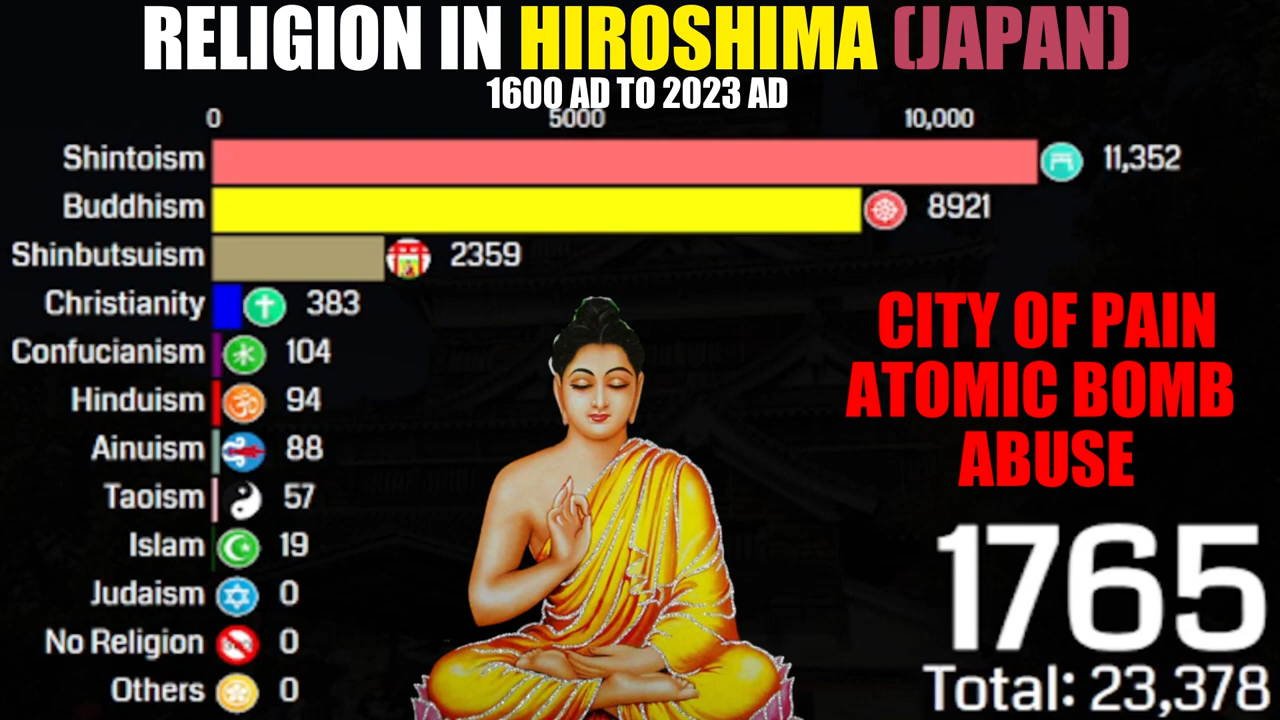 RELIGION IN HIROSHIMA (JAPAN)
1600 AD TO 2023 AD
0 5000 10,000
Shintoism 11,352
Buddhism 8921
Shinbutsuism 2359
Christianity 383
Confucianism 104
Hinduism 94
Ainuism 88
Taoism 57
Islam 19
Judaism 0
No Religion 0
Others 0
CITY OF PAIN
ATOMIC BOMB
ABUSE
1765
Total: 23,378